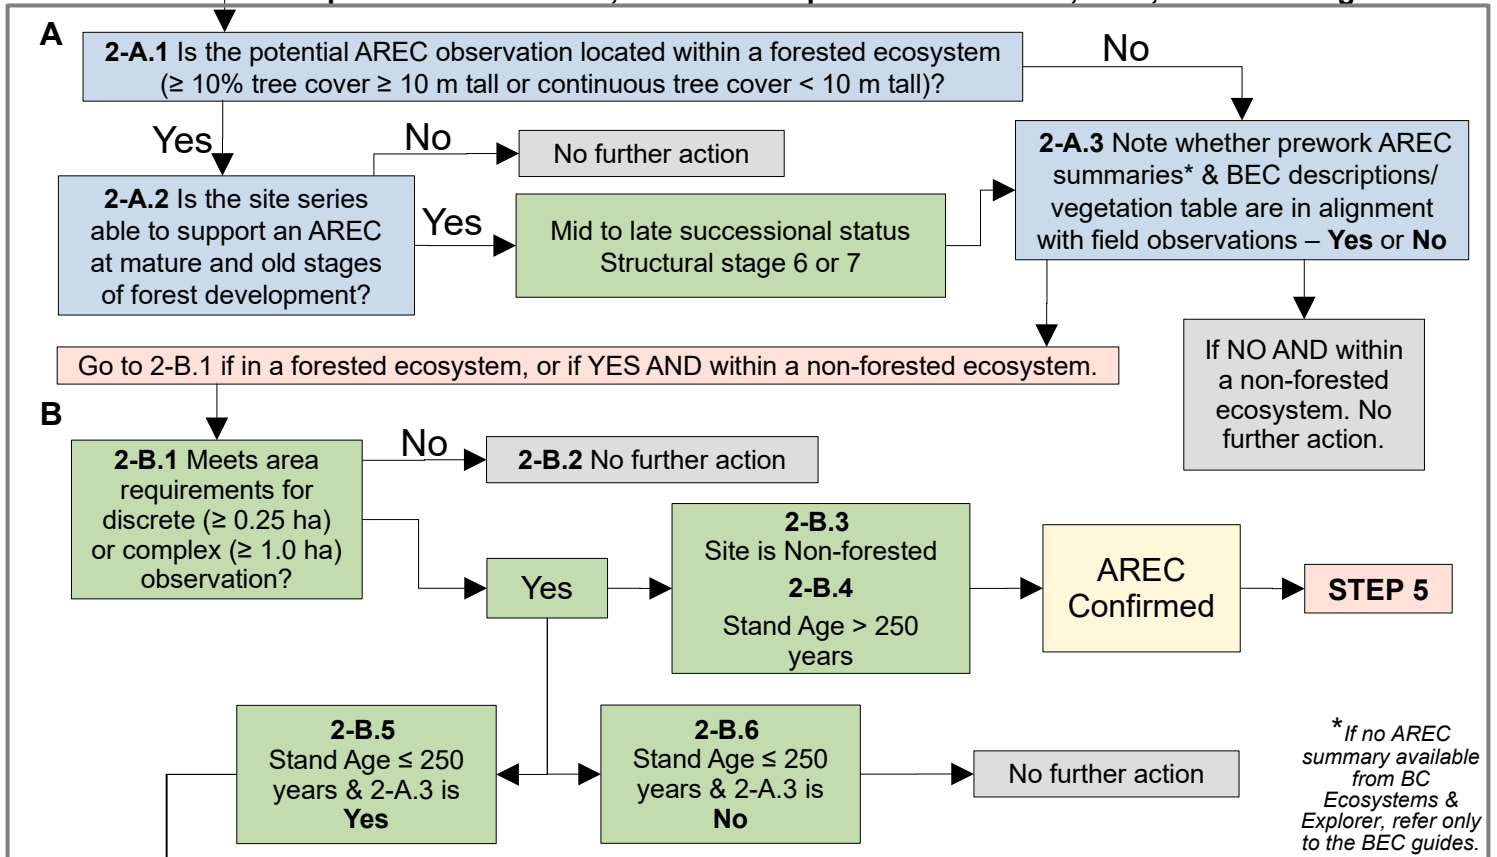 A
2-A.1 Is the potential AREC observation located within a forested ecosystem
(≥ 10% tree cover ≥ 10 m tall or continuous tree cover < 10 m tall)?
No
Yes
No
No further action
2-A.3 Note whether prework AREC
summaries* & BEC descriptions/
vegetation table are in alignment
with field observations – Yes or No
2-A.2 Is the site series
able to support an AREC
at mature and old stages
of forest development?
Yes
Mid to late successional status
Structural stage 6 or 7
If NO AND within
a non-forested
ecosystem. No
further action.
Go to 2-B.1 if in a forested ecosystem, or if YES AND within a non-forested ecosystem.
B
2-B.1 Meets area
requirements for
discrete (≥ 0.25 ha)
or complex (≥ 1.0 ha)
observation?
No
2-B.2 No further action
Yes
2-B.3
Site is Non-forested
2-B.4
Stand Age > 250
years
AREC
Confirmed
STEP 5
2-B.5
Stand Age ≤ 250
years & 2-A.3 is
Yes
2-B.6
Stand Age ≤ 250
years & 2-A.3 is
No
No further action
*If no AREC
summary available
from BC
Ecosystems &
Explorer, refer only
to the BEC guides.